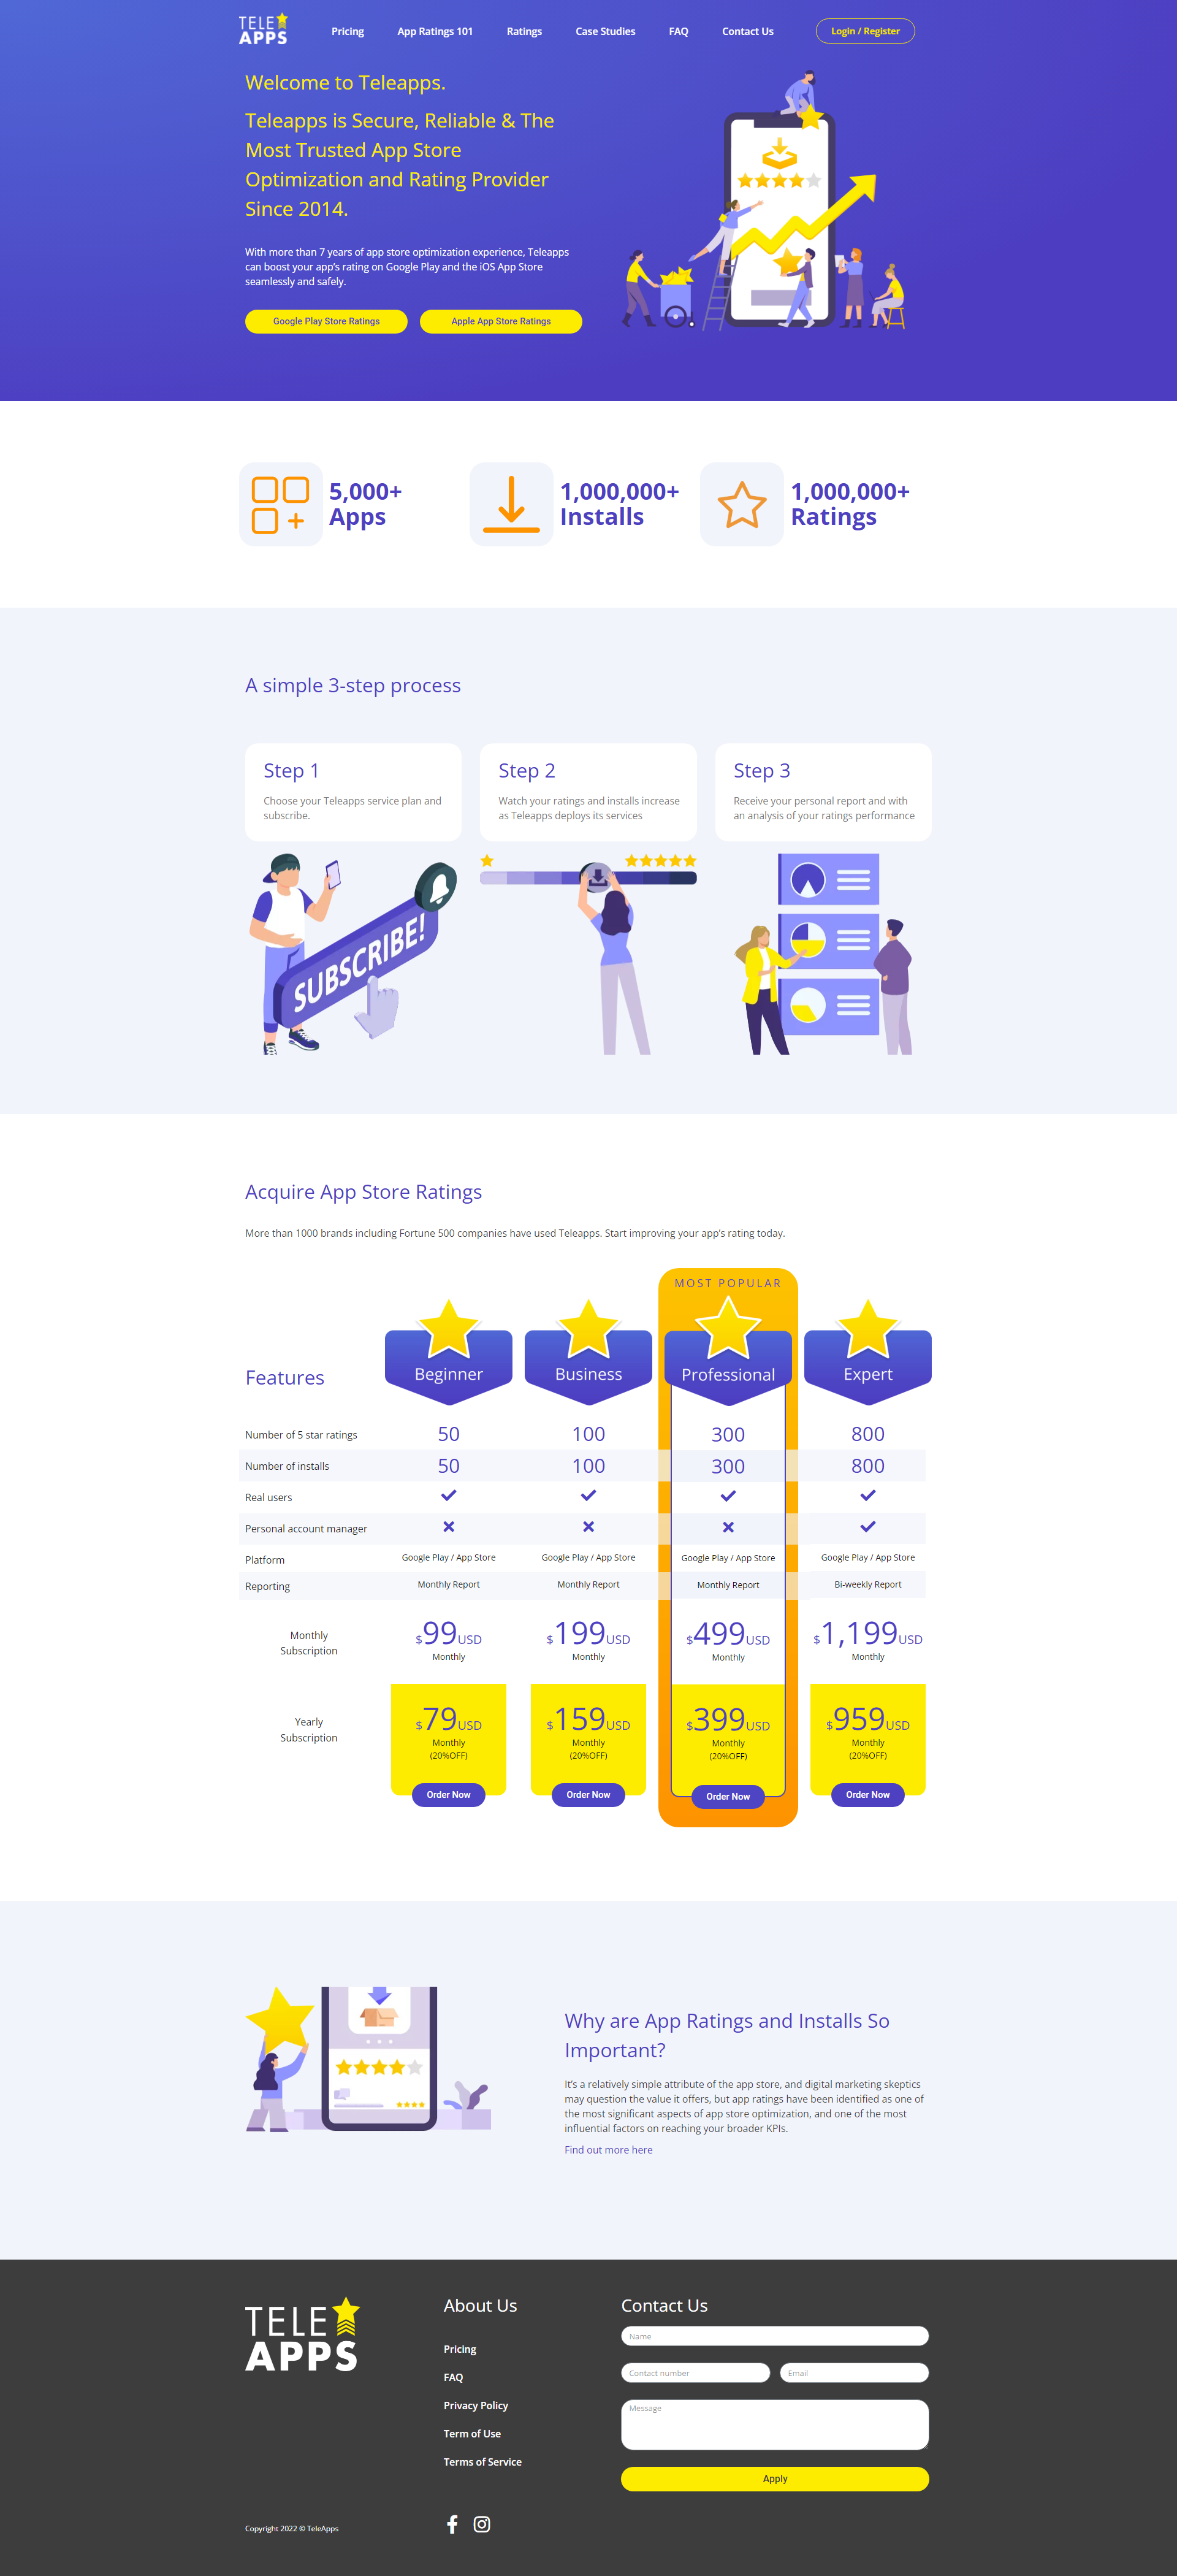 TELE
APPS
Pricing
App Ratings 101
Ratings
Case Studies
FAQ
Contact Us
Login / Register
Welcome to Teleapps.
Teleapps is Secure, Reliable & The
Most Trusted App Store
Optimization and Rating Provider
Since 2014.
With more than 7 years of app store optimization experience, Teleapps
can boost your app's rating on Google Play and the iOS App Store
seamlessly and safely.
Google Play Store Ratings
Apple App Store Ratings
5,000+
Apps
1,000,000+
Installs
1,000,000+
Ratings
A simple 3-step process
Step 1
Choose your Teleapps service plan and
subscribe.
Step 2
Watch your ratings and installs increase
as Teleapps deploys its services
Step 3
Receive your personal report and with
an analysis of your ratings performance
SUBSCRIBE!
Acquire App Store Ratings
More than 1000 brands including Fortune 500 companies have used Teleapps. Start improving your app's rating today.
MOST POPULAR
Features
Beginner
Business
Professional
Expert
Number of 5 star ratings
50
100
300
800
Number of installs
50
100
300
800
Real users
Personal account manager
Platform
Google Play / App Store
Google Play / App Store
Google Play / App Store
Google Play / App Store
Reporting
Monthly Report
Monthly Report
Monthly Report
Bi-weekly Report
Monthly
Subscription
$99USD
Monthly
$199USD
Monthly
$499USD
Monthly
$1,199USD
Monthly
Yearly
Subscription
$79USD
Monthly
(20%OFF)
$159USD
Monthly
(20%OFF)
$399USD
Monthly
(20%OFF)
$959USD
Monthly
(20%OFF)
Order Now
Order Now
Order Now
Order Now
Why are App Ratings and Installs So
Important?
It's a relatively simple attribute of the app store, and digital marketing skeptics
may question the value it offers, but app ratings have been identified as one of
the most significant aspects of app store optimization, and one of the most
influential factors on reaching your broader KPIs.
Find out more here
TELE
APPS
About Us
Pricing
FAQ
Privacy Policy
Term of Use
Terms of Service
Contact Us
Name
Contact number
Email
Message
Apply
Copyright 2022 © TeleApps